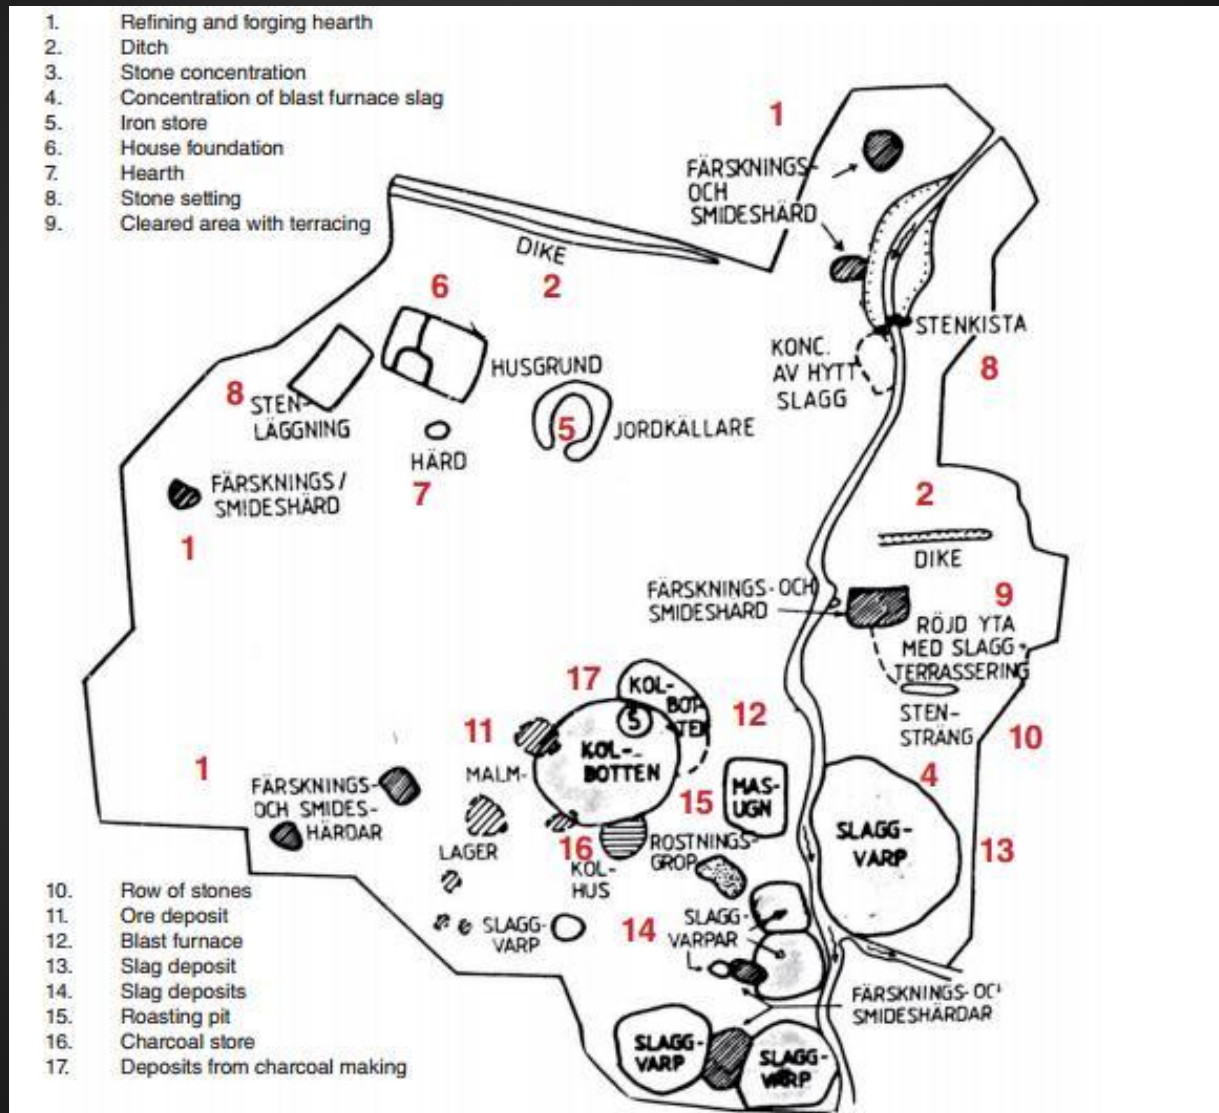 1. Refining and forging hearth
2. Ditch
3. Stone concentration
4. Concentration of blast furnace slag
5. Iron store
6. House foundation
7. Hearth
8. Stone setting
9. Cleared area with terracing
1
FÄRSKNINGS-
OCH
SMIDESHÄRD
DIKE
2
6
STENKISTA
8
KONC.
AV HYTT
SLAGG
HUSGRUND
8
STEN-
LÄGGNING
5
JORDKÄLLARE
HÄRD
7
FÄRSKNINGS/
SMIDESHÄRD
1
2
DIKE
FÄRSKNINGS-OCH
SMIDESHARD
9
RÖJD YTA
MED SLAGG-
TERRASSERING
STEN-
STRÄNG
10
17
KOL-
BOT-
TEN
S
KOL-
BOTTEN
12
11
MALM-
LAGER
1
FÄRSKNINGS-
OCH SMIDES-
HÄRDAR
15
MAS-
UGN
4
SLAGG-
VARP
13
16
KOL-
HUS
ROSTNINGS-
GROP
SLAGG-
VARP
14
SLAGG-
VARPAR
FÄRSKNINGS-OCH
SMIDESHÄRDAR
SLAGG-
VARP
SLAGG-
VARP
10. Row of stones
11. Ore deposit
12. Blast furnace
13. Slag deposit
14. Slag deposits
15. Roasting pit
16. Charcoal store
17. Deposits from charcoal making